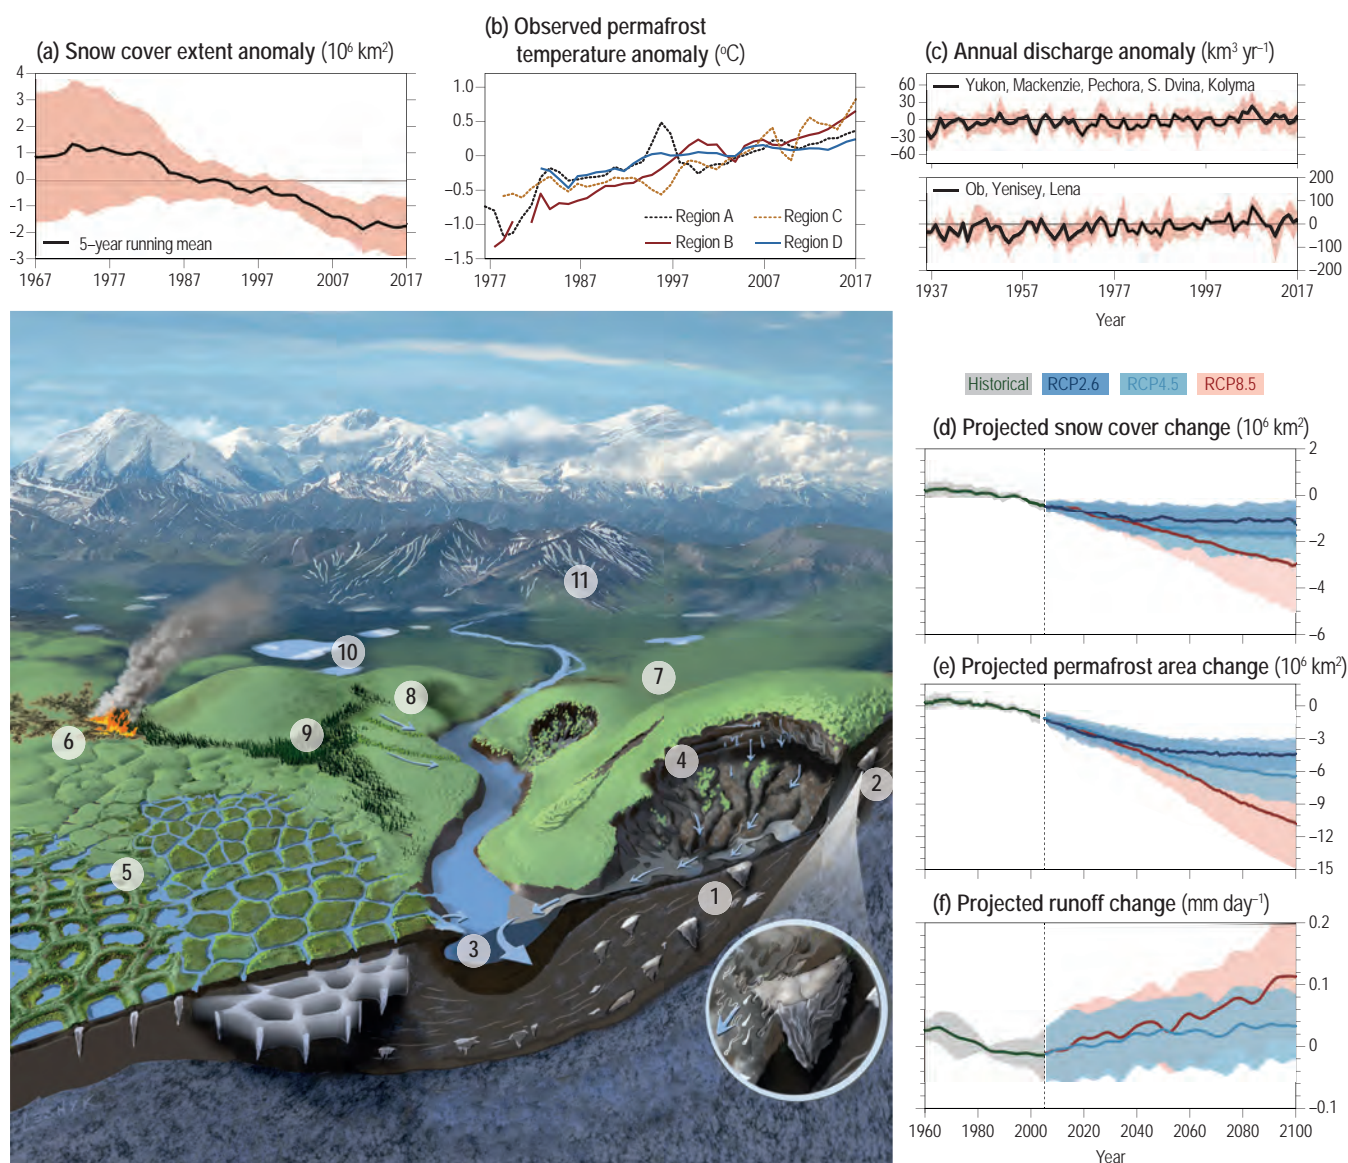 (a) Snow cover extent anomaly (10⁶ km²)
4
3
2
1
0
−1
−2
−3
5–year running mean
1967 1977 1987 1997 2007 2017
(b) Observed permafrost
temperature anomaly (°C)
1.0
0.5
0
−0.5
−1.0
−1.5
Region A Region C
Region B Region D
1977 1987 1997 2007 2017
(c) Annual discharge anomaly (km³ yr⁻¹)
60
30
0
−30
−60
Yukon, Mackenzie, Pechora, S. Dvina, Kolyma
Ob, Yenisey, Lena
200
100
0
−100
−200
1937 1957 1977 1997 2017
Year
Historical RCP2.6 RCP4.5 RCP8.5
(d) Projected snow cover change (10⁶ km²)
2
0
−2
−4
−6
(e) Projected permafrost area change (10⁶ km²)
0
−3
−6
−9
−12
−15
(f) Projected runoff change (mm day⁻¹)
0.2
0.1
0
−0.1
1960 1980 2000 2020 2040 2060 2080 2100
Year
11
10
7
8
9
6
4
2
5
1
3